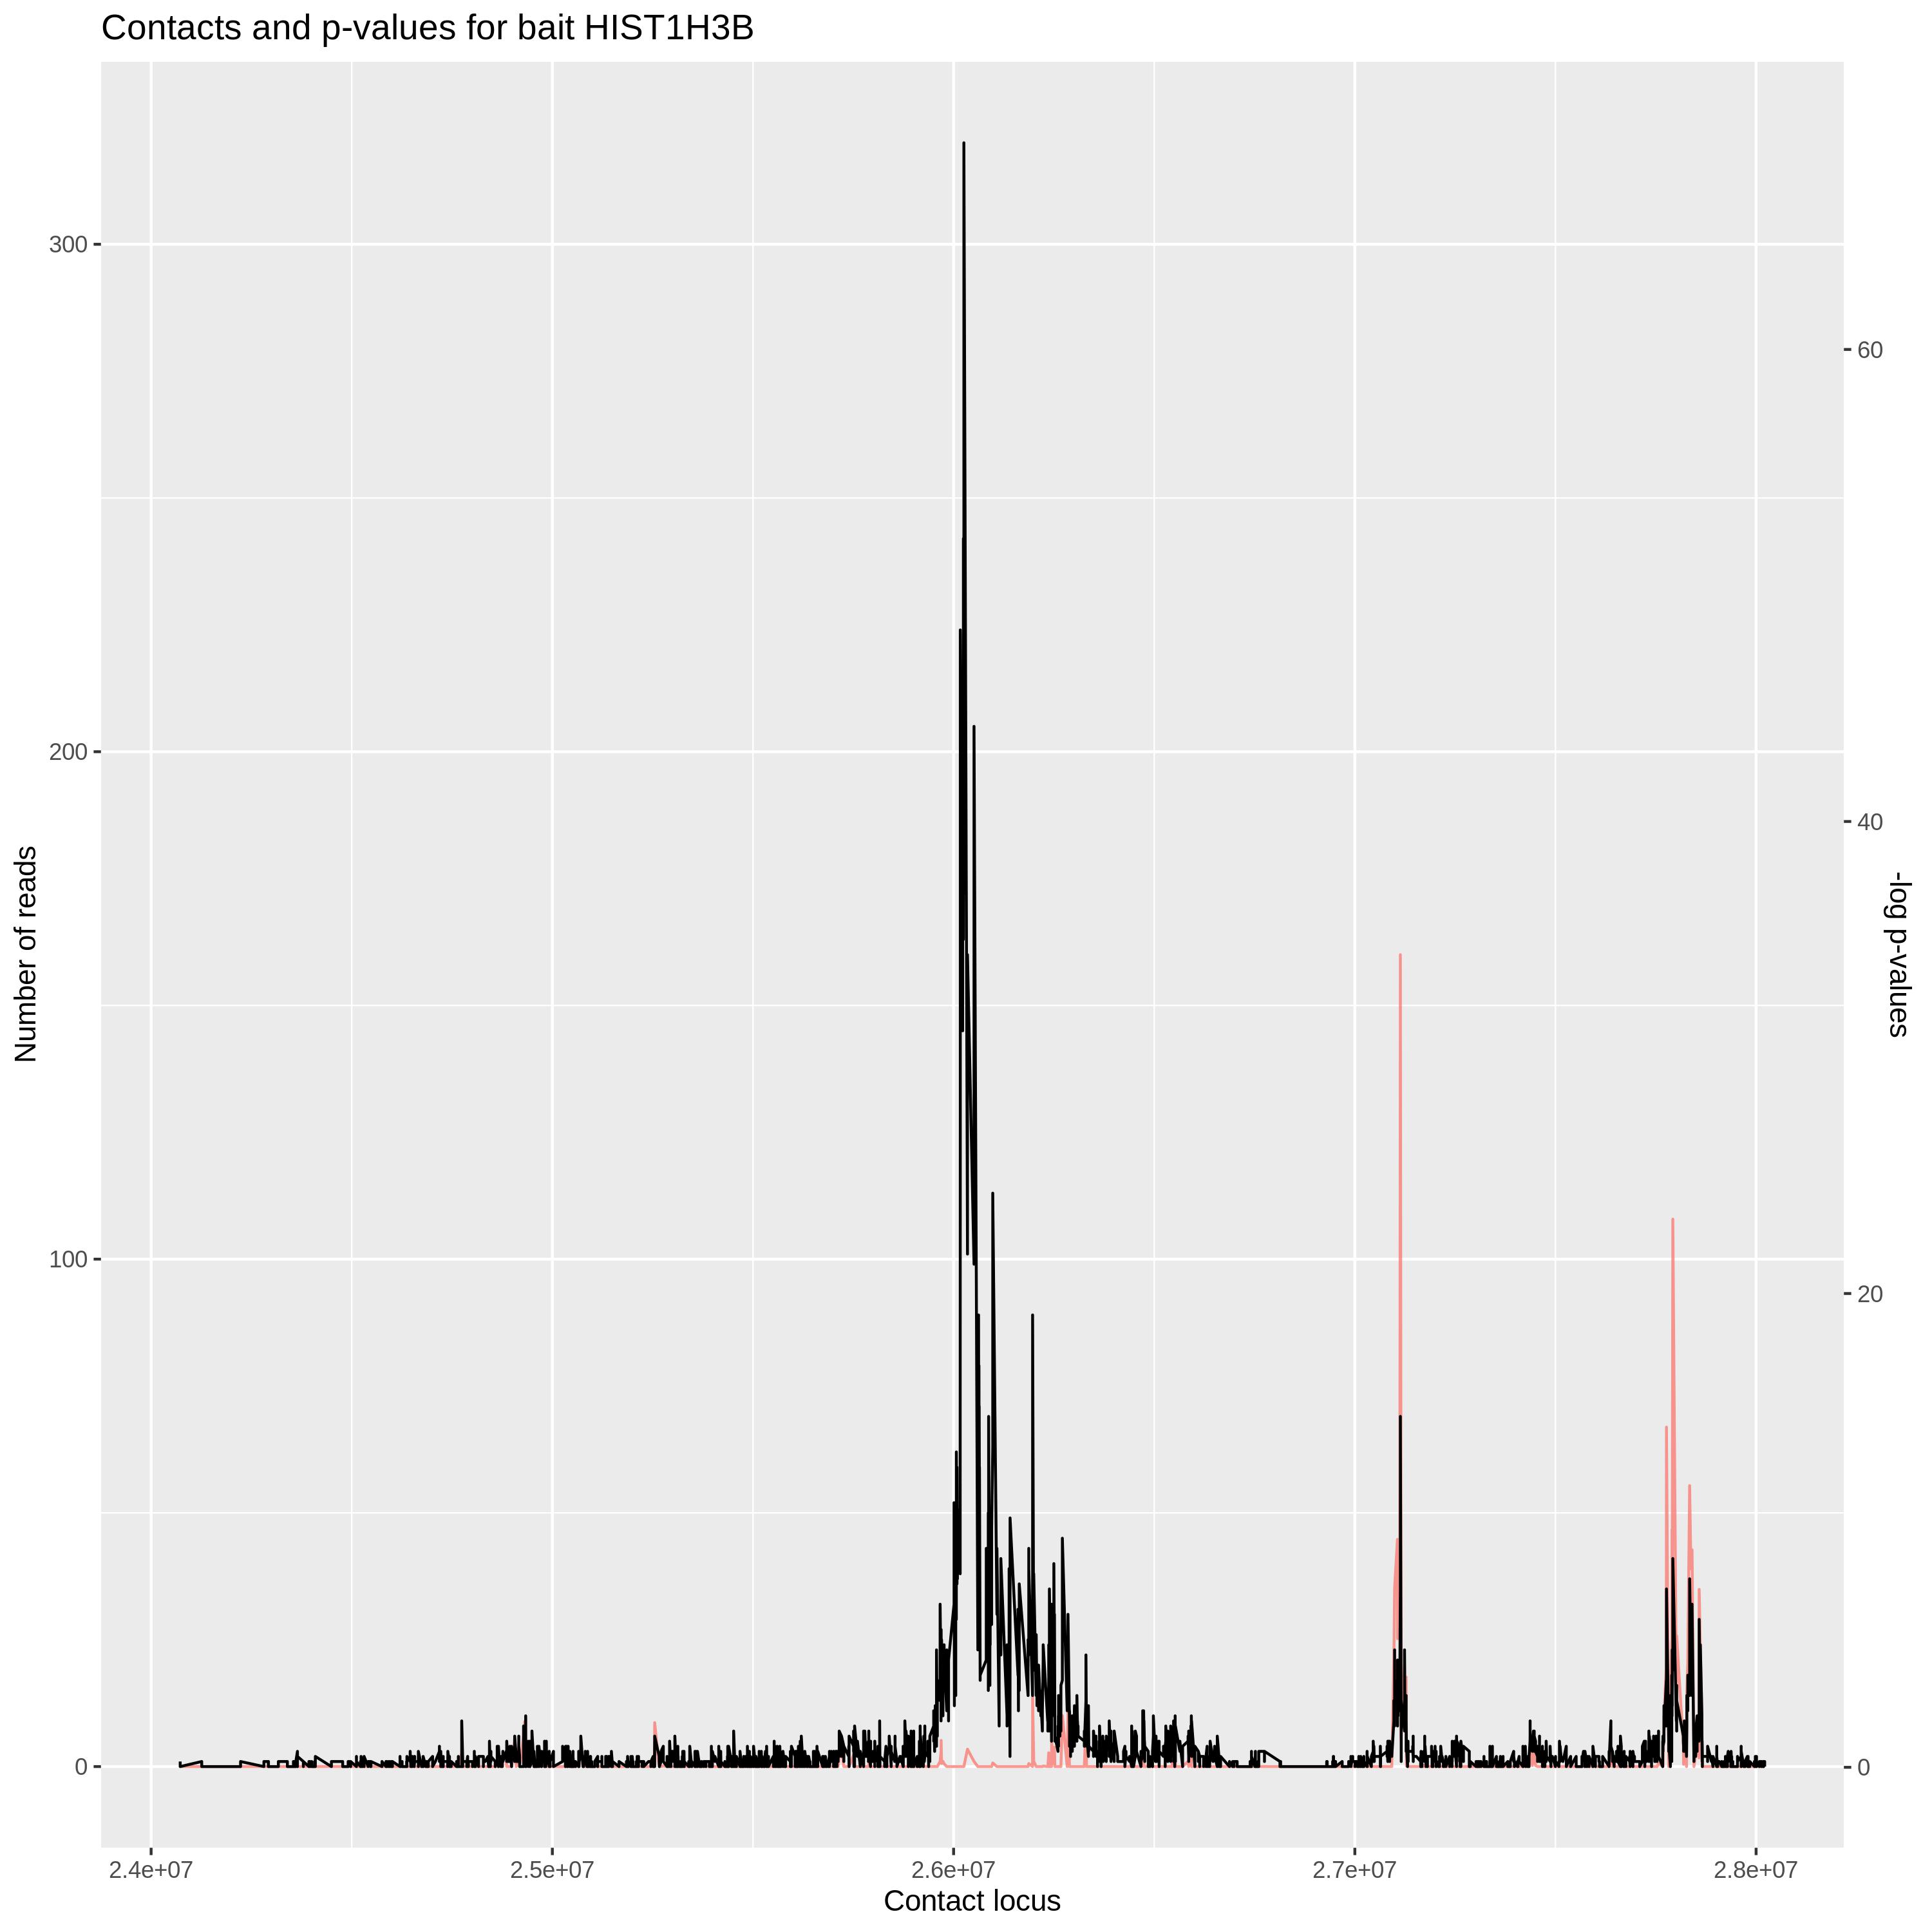 Contacts and p-values for bait HIST1H3B
300
200
100
0
60
40
20
0
Number of reads
-log p-values
2.4e+07 2.5e+07 2.6e+07 2.7e+07 2.8e+07
Contact locus